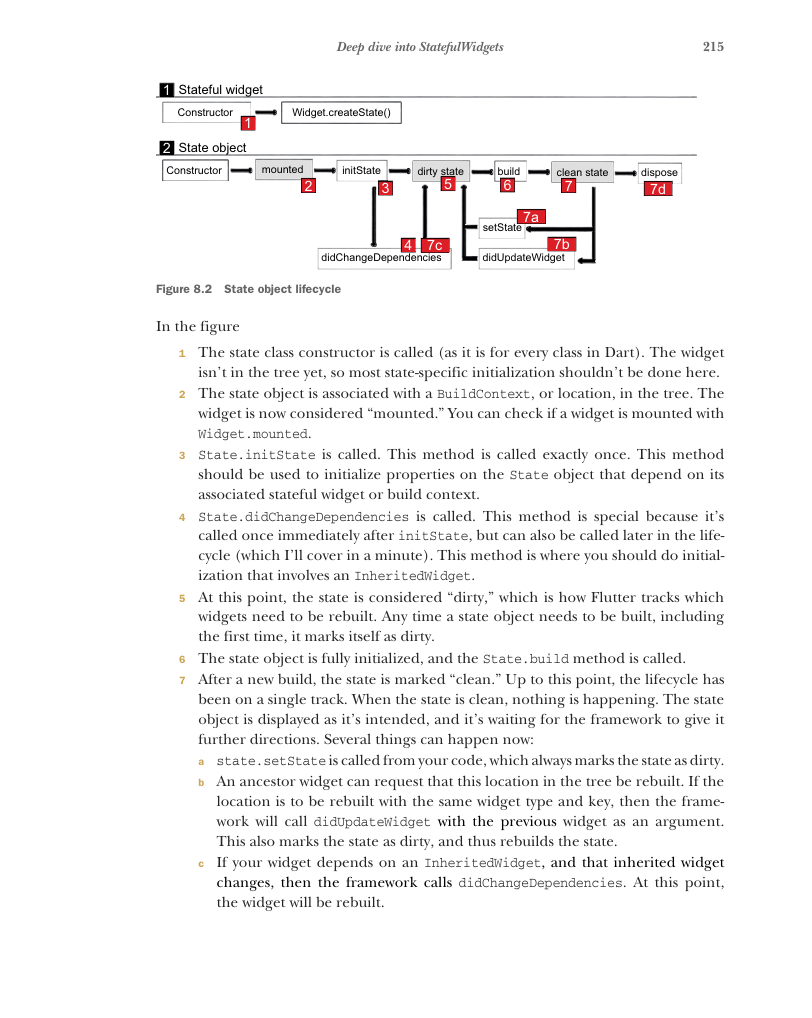 Deep dive into StatefulWidgets 215
1 Stateful widget
Constructor Widget.createState()
1
2 State object
Constructor mounted initState dirty state build clean state dispose
2 3 5 6 7 7d
7a
setState
4 7c 7b
didChangeDependencies didUpdateWidget
Figure 8.2 State object lifecycle
In the figure
1 The state class constructor is called (as it is for every class in Dart). The widget
isn’t in the tree yet, so most state-specific initialization shouldn’t be done here.
2 The state object is associated with a BuildContext, or location, in the tree. The
widget is now considered “mounted.” You can check if a widget is mounted with
Widget.mounted.
3 State.initState is called. This method is called exactly once. This method
should be used to initialize properties on the State object that depend on its
associated stateful widget or build context.
4 State.didChangeDependencies is called. This method is special because it’s
called once immediately after initState, but can also be called later in the life-
cycle (which I’ll cover in a minute). This method is where you should do initial-
ization that involves an InheritedWidget.
5 At this point, the state is considered “dirty,” which is how Flutter tracks which
widgets need to be rebuilt. Any time a state object needs to be built, including
the first time, it marks itself as dirty.
6 The state object is fully initialized, and the State.build method is called.
7 After a new build, the state is marked “clean.” Up to this point, the lifecycle has
been on a single track. When the state is clean, nothing is happening. The state
object is displayed as it’s intended, and it’s waiting for the framework to give it
further directions. Several things can happen now:
a state.setState is called from your code, which always marks the state as dirty.
b An ancestor widget can request that this location in the tree be rebuilt. If the
location is to be rebuilt with the same widget type and key, then the frame-
work will call didUpdateWidget with the previous widget as an argument.
This also marks the state as dirty, and thus rebuilds the state.
c If your widget depends on an InheritedWidget, and that inherited widget
changes, then the framework calls didChangeDependencies. At this point,
the widget will be rebuilt.